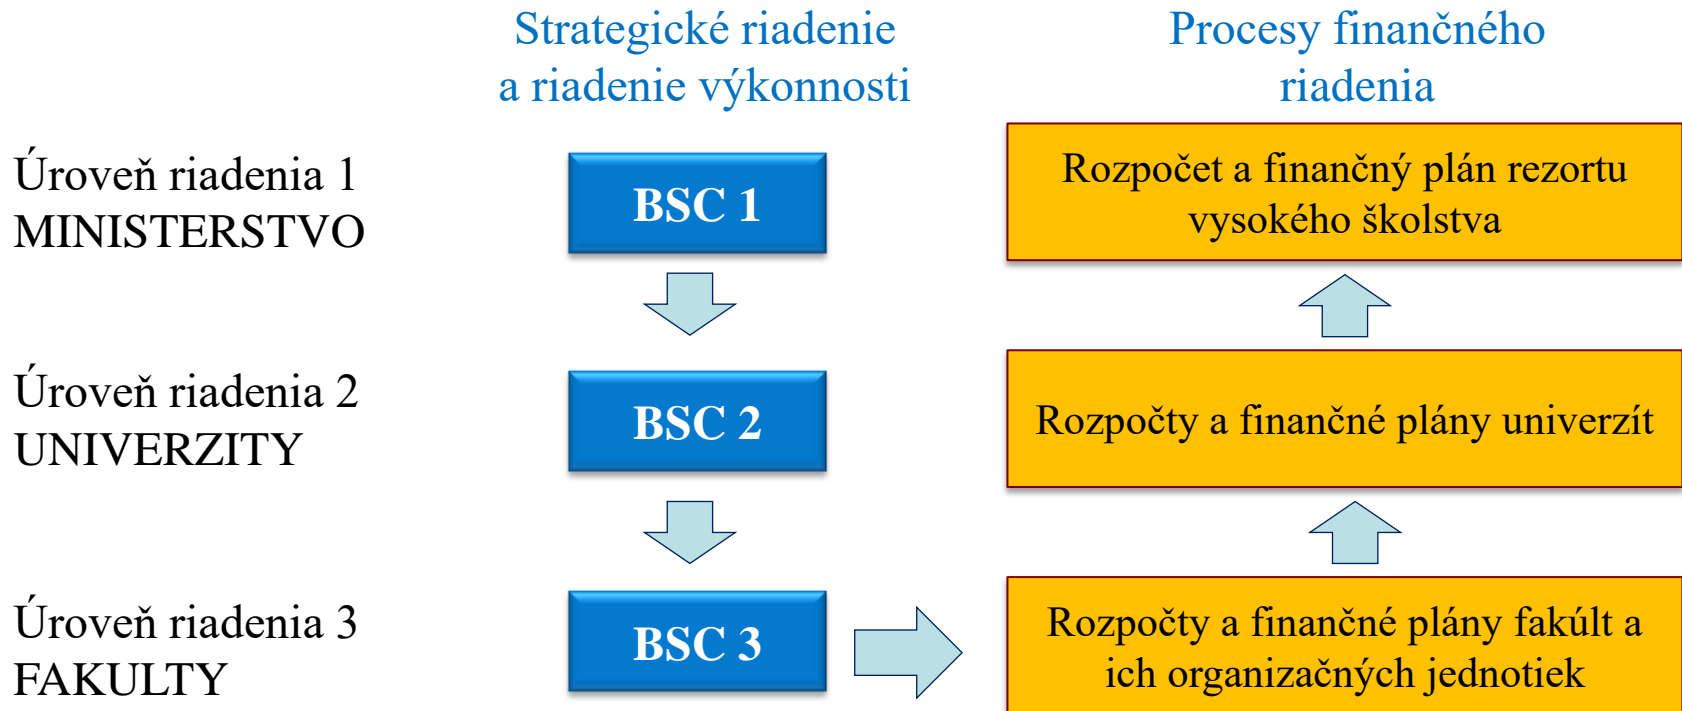 Strategické riadenie
a riadenie výkonnosti
Procesy finančného
riadenia
Úroveň riadenia 1
MINISTERSTVO
BSC 1
Rozpočet a finančný plán rezortu
vysokého školstva
Úroveň riadenia 2
UNIVERZITY
BSC 2
Rozpočty a finančné plány univerzít
Úroveň riadenia 3
FAKULTY
BSC 3
Rozpočty a finančné plány fakúlt a
ich organizačných jednotiek